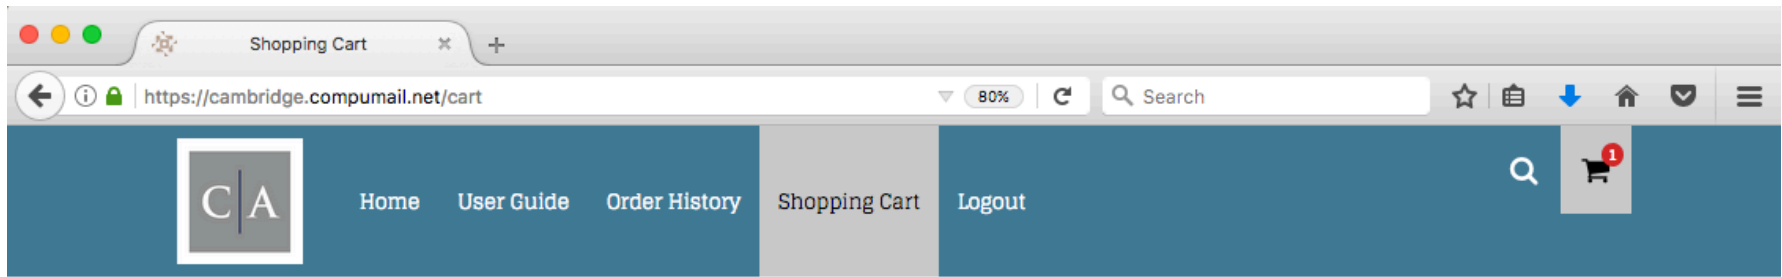 Shopping Cart
https://cambridge.compumail.net/cart
80%
Search
C|A
Home
User Guide
Order History
Shopping Cart
Logout
1